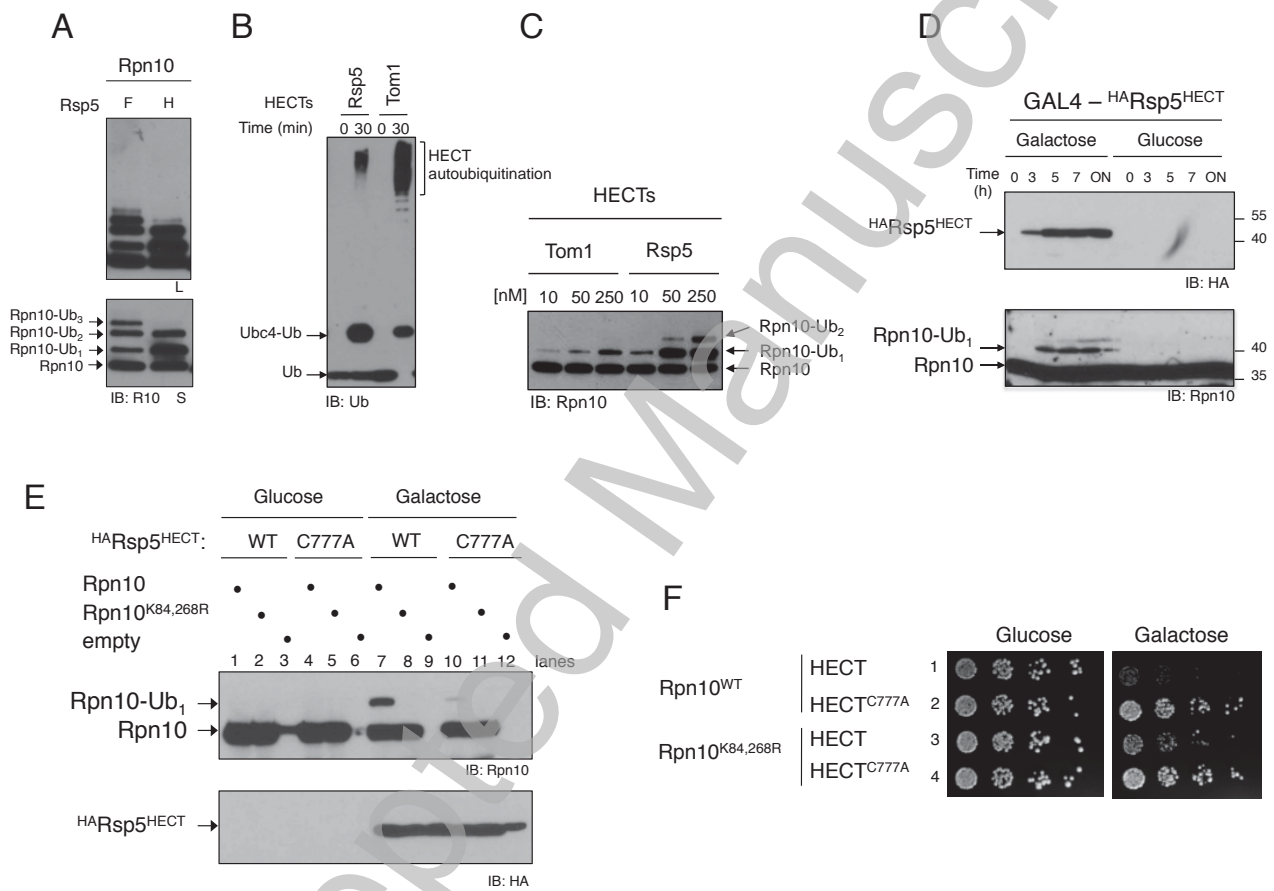 A
Rpn10
Rsp5 F H
L
Rpn10-Ub3
Rpn10-Ub2
Rpn10-Ub1
Rpn10
IB: R10 S
B
HECTs Rsp5 Tom1
Time (min) 0 30 0 30
HECT
autoubiquitination
Ubc4-Ub
Ub
IB: Ub
C
HECTs
Tom1 Rsp5
[nM] 10 50 250 10 50 250
Rpn10-Ub2
Rpn10-Ub1
Rpn10
IB: Rpn10
D
GAL4 – HARsp5HECT
Galactose Glucose
Time
(h) 0 3 5 7 ON 0 3 5 7 ON
HARsp5HECT
55
40
IB: HA
Rpn10-Ub1
Rpn10
40
35
IB: Rpn10
E
Glucose Galactose
HARsp5HECT: WT C777A WT C777A
Rpn10 • • • •
Rpn10K84,268R • • • •
empty • • • •
1 2 3 4 5 6 7 8 9 10 11 12 lanes
Rpn10-Ub1
Rpn10
IB: Rpn10
HARsp5HECT
IB: HA
F
Glucose Galactose
Rpn10WT
HECT 1
HECTC777A 2
Rpn10K84,268R
HECT 3
HECTC777A 4